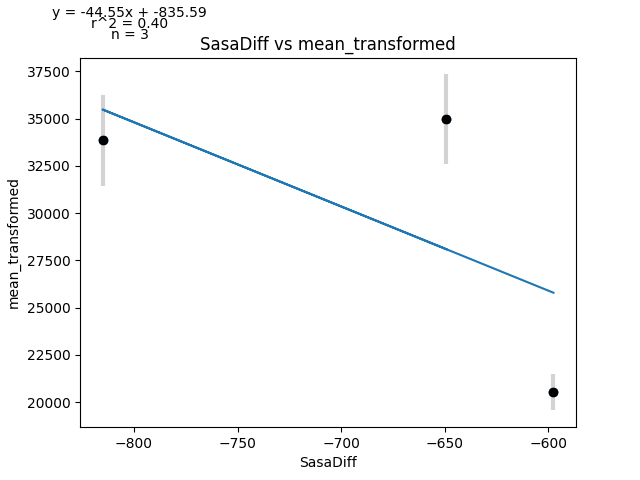 y = -44.55x + -835.59
r^2 = 0.40
n = 3
SasaDiff vs mean_transformed
37500
35000
32500
30000
27500
25000
22500
20000
mean_transformed
−800
−750
−700
−650
−600
SasaDiff